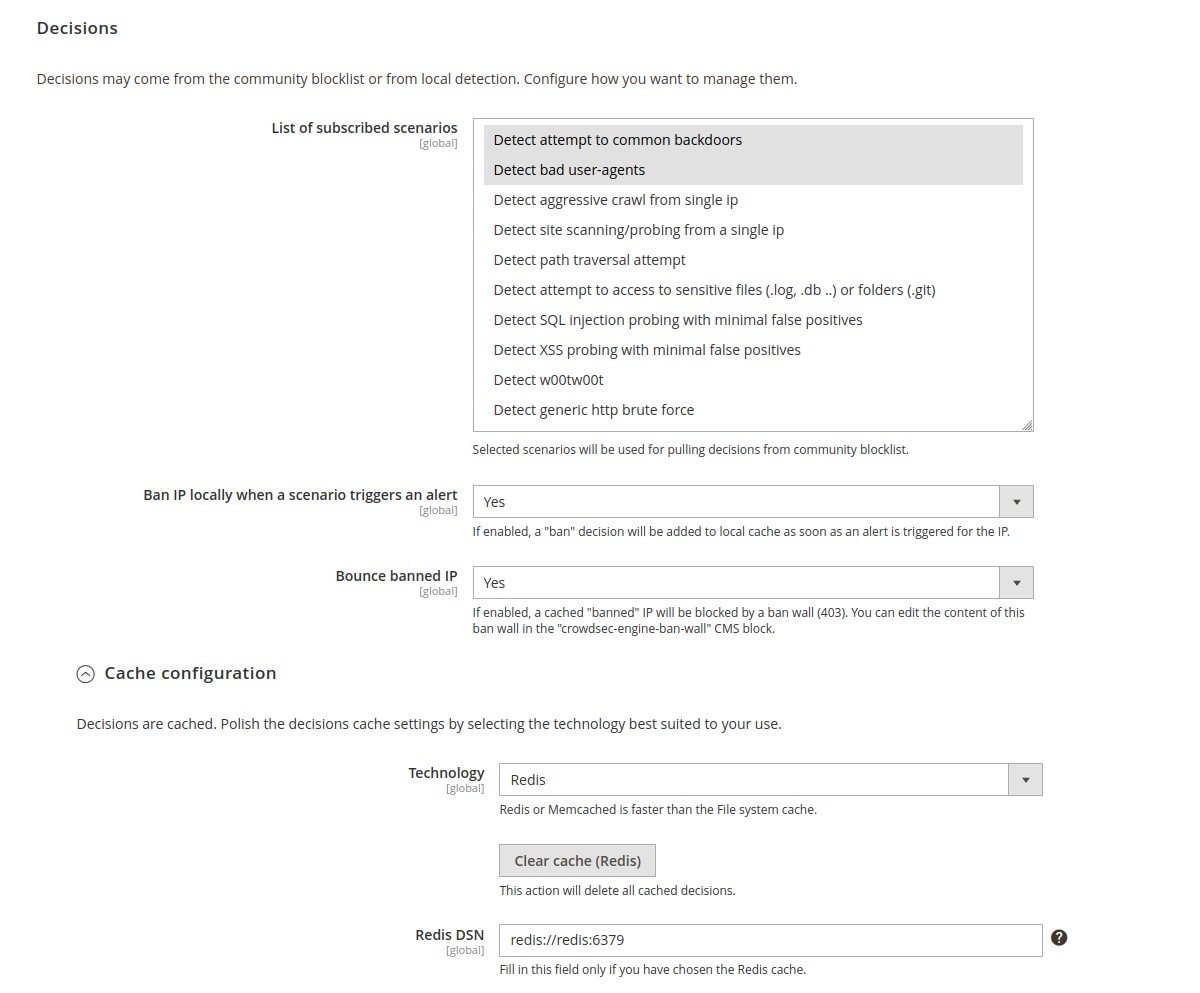 Decisions
Decisions may come from the community blocklist or from local detection. Configure how you want to manage them.
List of subscribed scenarios
[global]
Detect attempt to common backdoors
Detect bad user-agents
Detect aggressive crawl from single ip
Detect site scanning/probing from a single ip
Detect path traversal attempt
Detect attempt to access to sensitive files (.log, .db ..) or folders (.git)
Detect SQL injection probing with minimal false positives
Detect XSS probing with minimal false positives
Detect w00tw00t
Detect generic http brute force
Selected scenarios will be used for pulling decisions from community blocklist.
Ban IP locally when a scenario triggers an alert
[global]
Yes
If enabled, a "ban" decision will be added to local cache as soon as an alert is triggered for the IP.
Bounce banned IP
[global]
Yes
If enabled, a cached "banned" IP will be blocked by a ban wall (403). You can edit the content of this
ban wall in the "crowdsec-engine-ban-wall" CMS block.
Cache configuration
Decisions are cached. Polish the decisions cache settings by selecting the technology best suited to your use.
Technology
[global]
Redis
Redis or Memcached is faster than the File system cache.
Clear cache (Redis)
This action will delete all cached decisions.
Redis DSN
[global]
redis://redis:6379
?
Fill in this field only if you have chosen the Redis cache.